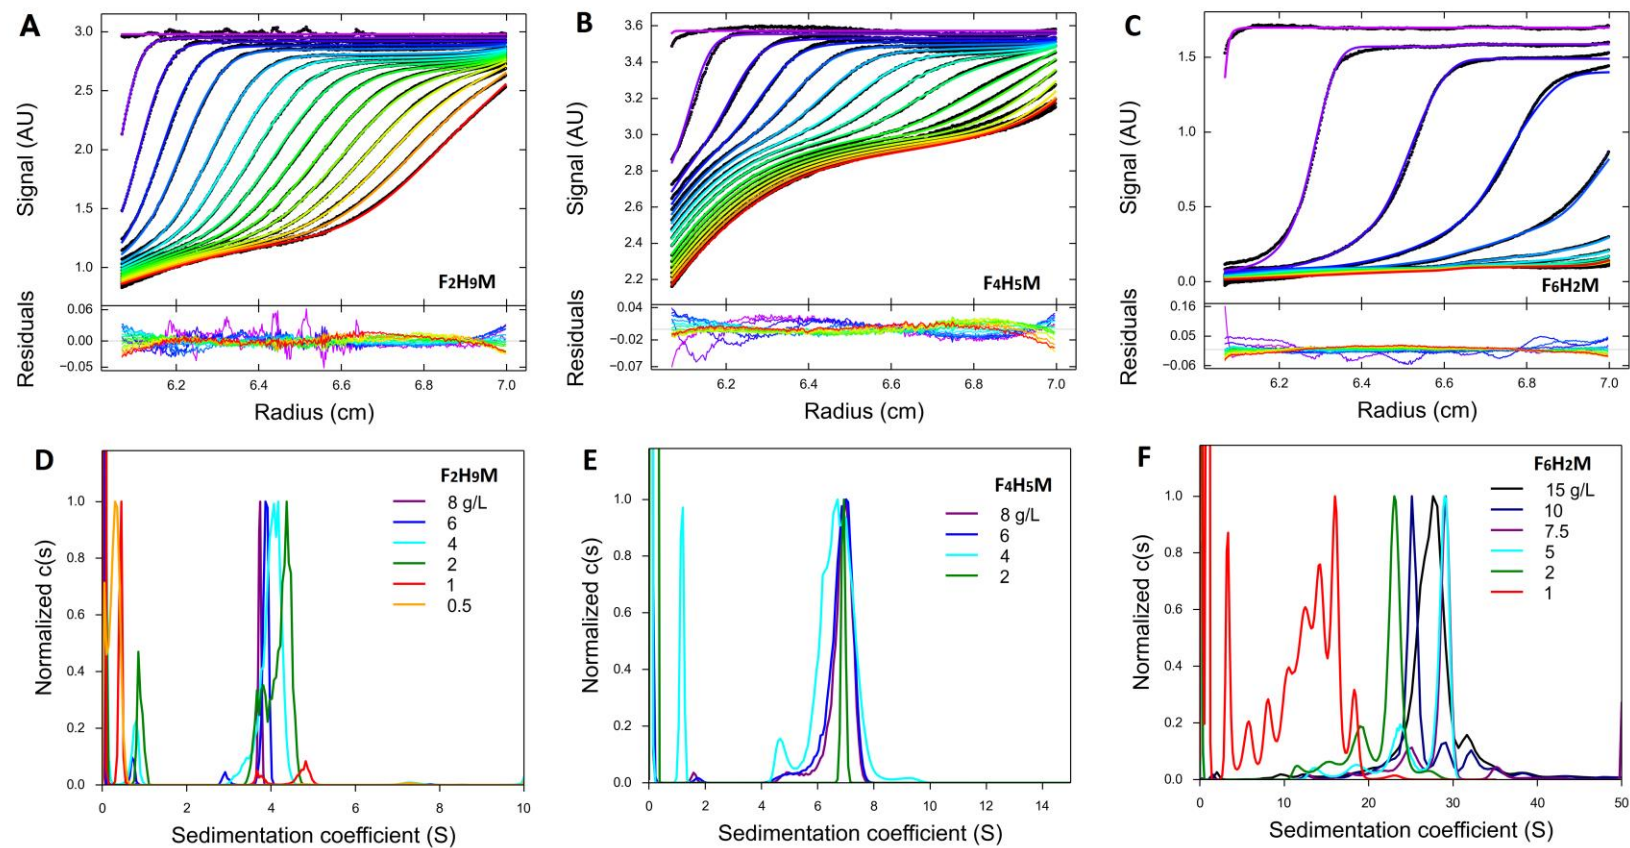 A
Signal (AU)
3.0
2.5
2.0
1.5
1.0
F2H9M
Residuals
0.06
0.00
−0.05
6.2 6.4 6.6 6.8 7.0
Radius (cm)
B
Signal (AU)
3.6
3.4
3.2
3.0
2.8
2.6
2.4
2.2
F4H5M
Residuals
0.04
−0.02
−0.07
6.2 6.4 6.6 6.8 7.0
Radius (cm)
C
Signal (AU)
1.5
1.0
0.5
0.0
F6H2M
Residuals
0.16
0.05
−0.06
6.2 6.4 6.6 6.8 7.0
Radius (cm)
D
Normalized c(s)
1.0
0.8
0.6
0.4
0.2
0.0
F2H9M
8 g/L
6
4
2
1
0.5
0 2 4 6 8 10
Sedimentation coefficient (S)
E
Normalized c(s)
1.0
0.8
0.6
0.4
0.2
0.0
F4H5M
8 g/L
6
4
2
0 2 4 6 8 10 12 14
Sedimentation coefficient (S)
F
Normalized c(s)
1.0
0.8
0.6
0.4
0.2
0.0
F6H2M
15 g/L
10
7.5
5
2
1
0 10 20 30 40 50
Sedimentation coefficient (S)